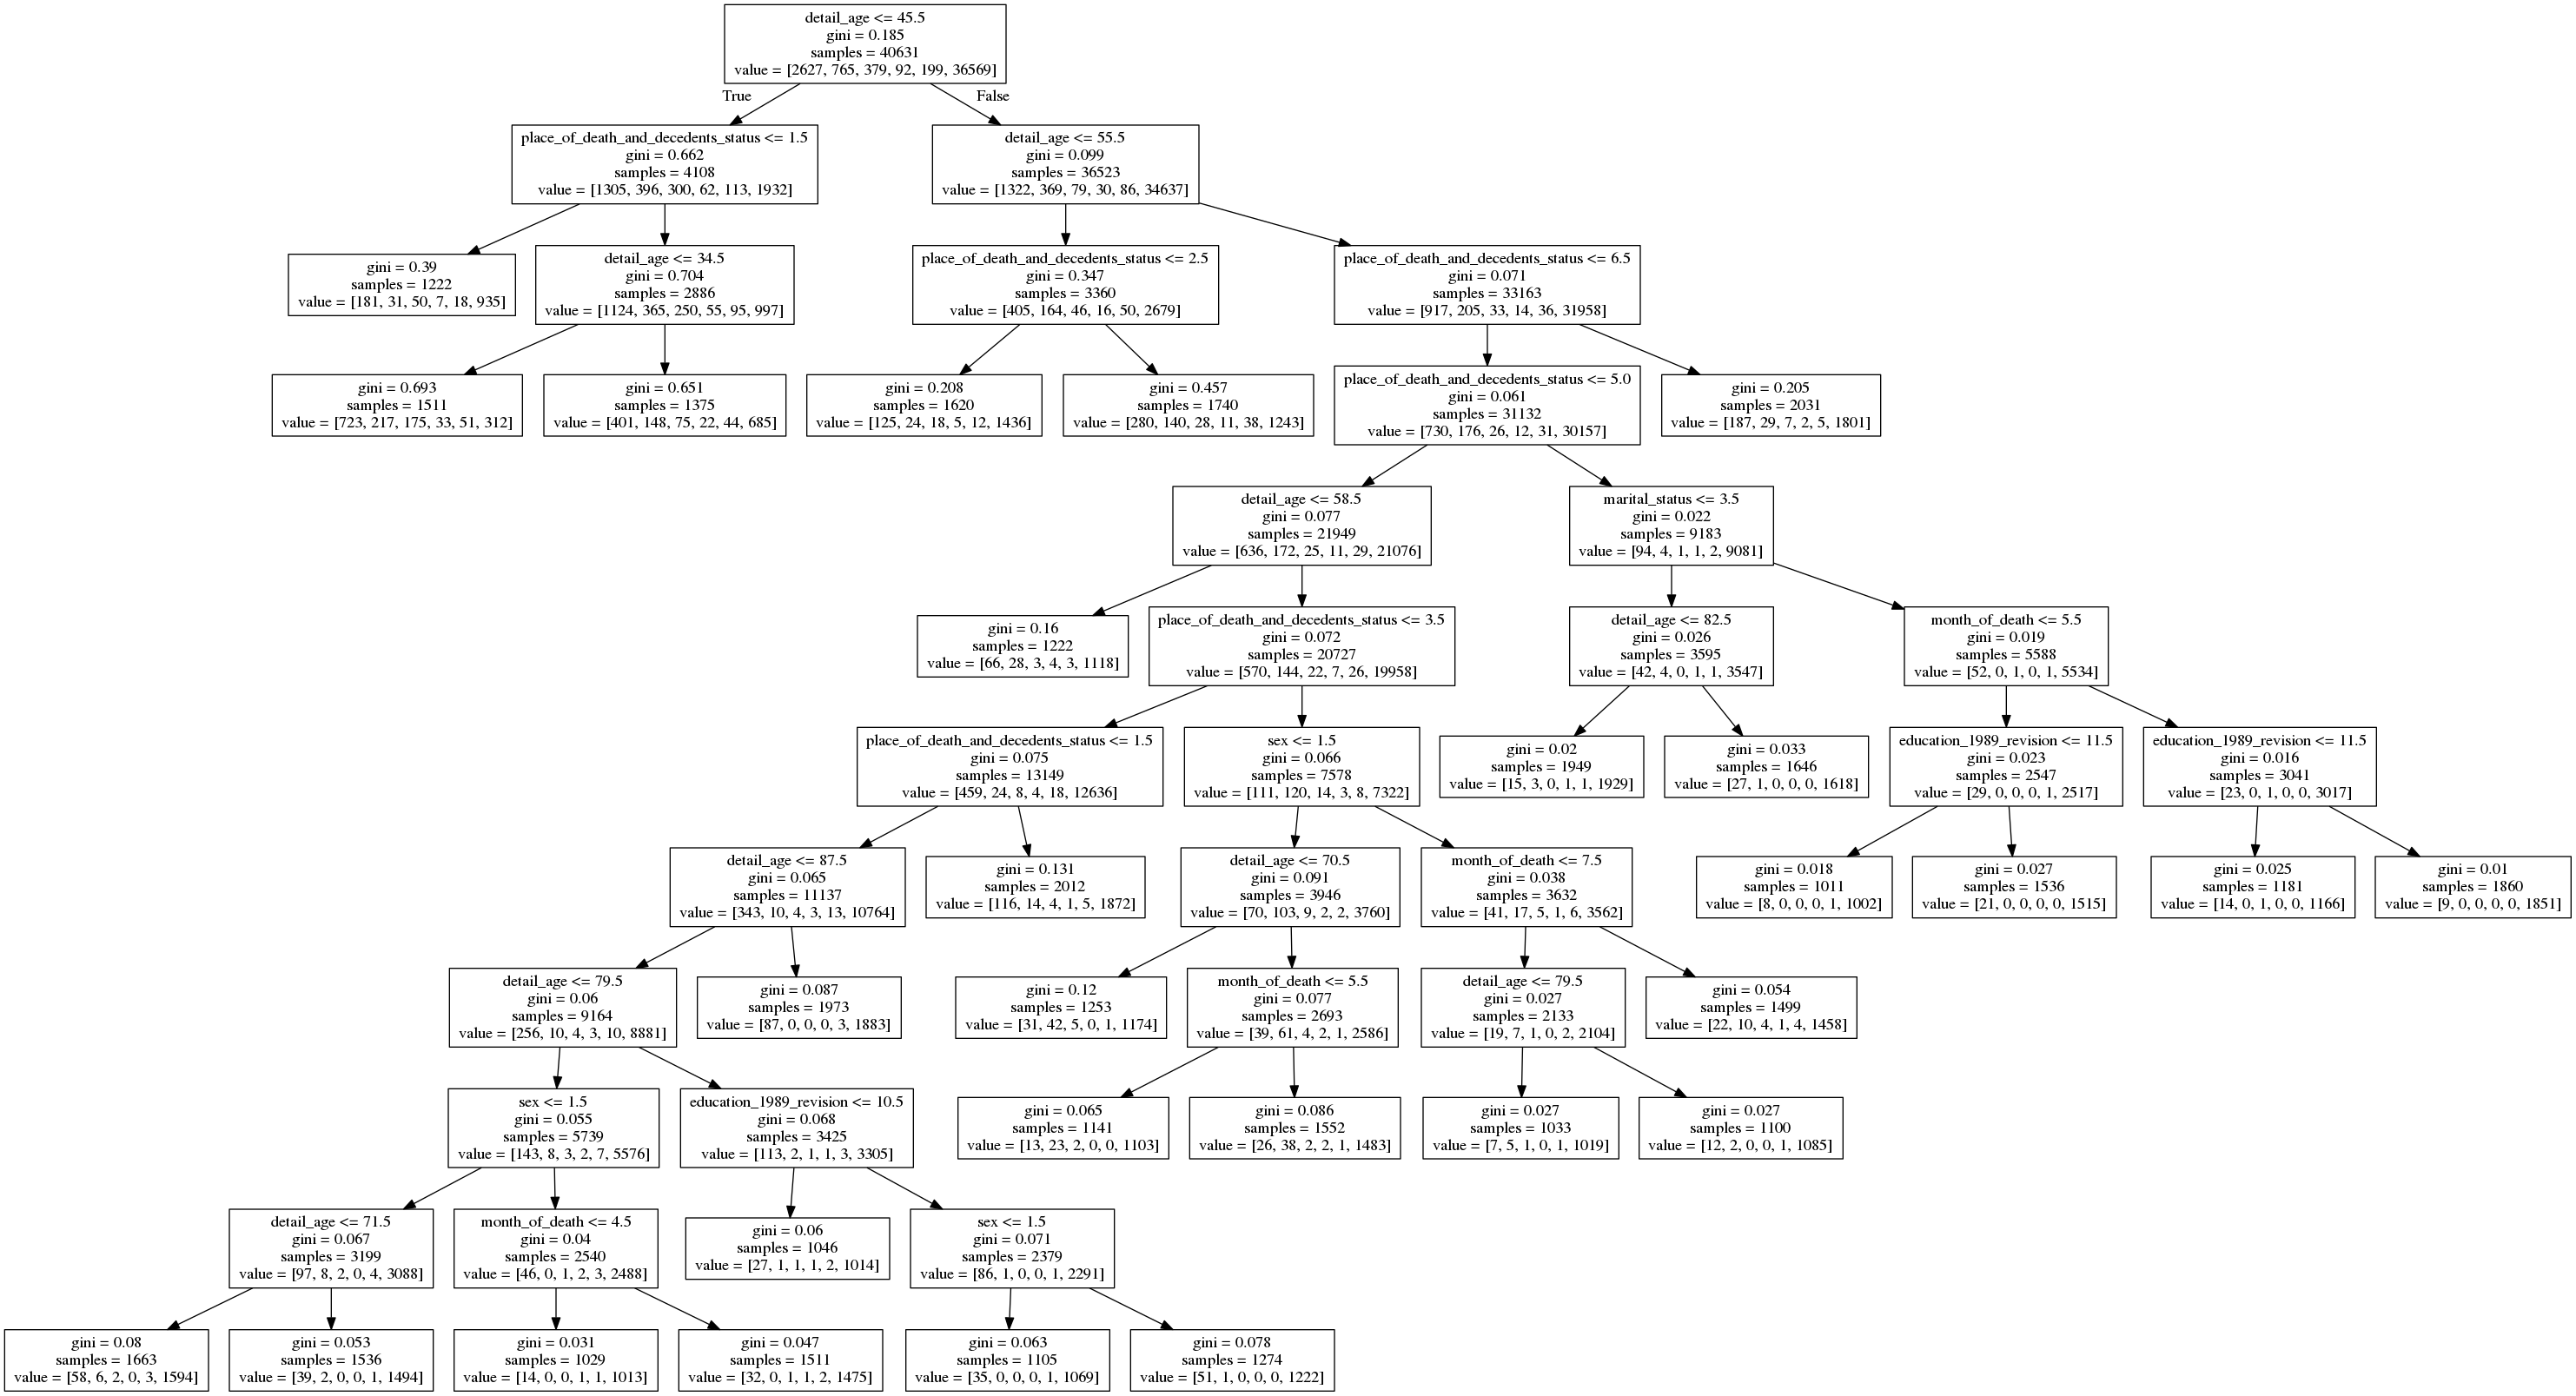 detail_age <= 45.5
gini = 0.185
samples = 40631
value = [2627, 765, 379, 92, 199, 36569]
True
False
place_of_death_and_decedents_status <= 1.5
gini = 0.662
samples = 4108
value = [1305, 396, 300, 62, 113, 1932]
detail_age <= 55.5
gini = 0.099
samples = 36523
value = [1322, 369, 79, 30, 86, 34637]
gini = 0.39
samples = 1222
value = [181, 31, 50, 7, 18, 935]
detail_age <= 34.5
gini = 0.704
samples = 2886
value = [1124, 365, 250, 55, 95, 997]
place_of_death_and_decedents_status <= 2.5
gini = 0.347
samples = 3360
value = [405, 164, 46, 16, 50, 2679]
place_of_death_and_decedents_status <= 6.5
gini = 0.071
samples = 33163
value = [917, 205, 33, 14, 36, 31958]
gini = 0.693
samples = 1511
value = [723, 217, 175, 33, 51, 312]
gini = 0.651
samples = 1375
value = [401, 148, 75, 22, 44, 685]
gini = 0.208
samples = 1620
value = [125, 24, 18, 5, 12, 1436]
gini = 0.457
samples = 1740
value = [280, 140, 28, 11, 38, 1243]
place_of_death_and_decedents_status <= 5.0
gini = 0.061
samples = 31132
value = [730, 176, 26, 12, 31, 30157]
gini = 0.205
samples = 2031
value = [187, 29, 7, 2, 5, 1801]
detail_age <= 58.5
gini = 0.077
samples = 21949
value = [636, 172, 25, 11, 29, 21076]
marital_status <= 3.5
gini = 0.022
samples = 9183
value = [94, 4, 1, 1, 2, 9081]
gini = 0.16
samples = 1222
value = [66, 28, 3, 4, 3, 1118]
place_of_death_and_decedents_status <= 3.5
gini = 0.072
samples = 20727
value = [570, 144, 22, 7, 26, 19958]
detail_age <= 82.5
gini = 0.026
samples = 3595
value = [42, 4, 0, 1, 1, 3547]
month_of_death <= 5.5
gini = 0.019
samples = 5588
value = [52, 0, 1, 0, 1, 5534]
place_of_death_and_decedents_status <= 1.5
gini = 0.075
samples = 13149
value = [459, 24, 8, 4, 18, 12636]
sex <= 1.5
gini = 0.066
samples = 7578
value = [111, 120, 14, 3, 8, 7322]
gini = 0.02
samples = 1949
value = [15, 3, 0, 1, 1, 1929]
gini = 0.033
samples = 1646
value = [27, 1, 0, 0, 0, 1618]
education_1989_revision <= 11.5
gini = 0.023
samples = 2547
value = [29, 0, 0, 0, 1, 2517]
education_1989_revision <= 11.5
gini = 0.016
samples = 3041
value = [23, 0, 1, 0, 0, 3017]
detail_age <= 87.5
gini = 0.065
samples = 11137
value = [343, 10, 4, 3, 13, 10764]
gini = 0.131
samples = 2012
value = [116, 14, 4, 1, 5, 1872]
detail_age <= 70.5
gini = 0.091
samples = 3946
value = [70, 103, 9, 2, 2, 3760]
month_of_death <= 7.5
gini = 0.038
samples = 3632
value = [41, 17, 5, 1, 6, 3562]
gini = 0.018
samples = 1011
value = [8, 0, 0, 0, 1, 1002]
gini = 0.027
samples = 1536
value = [21, 0, 0, 0, 0, 1515]
gini = 0.025
samples = 1181
value = [14, 0, 1, 0, 0, 1166]
gini = 0.01
samples = 1860
value = [9, 0, 0, 0, 0, 1851]
detail_age <= 79.5
gini = 0.06
samples = 9164
value = [256, 10, 4, 3, 10, 8881]
gini = 0.087
samples = 1973
value = [87, 0, 0, 0, 3, 1883]
gini = 0.12
samples = 1253
value = [31, 42, 5, 0, 1, 1174]
month_of_death <= 5.5
gini = 0.077
samples = 2693
value = [39, 61, 4, 2, 1, 2586]
detail_age <= 79.5
gini = 0.027
samples = 2133
value = [19, 7, 1, 0, 2, 2104]
gini = 0.054
samples = 1499
value = [22, 10, 4, 1, 4, 1458]
sex <= 1.5
gini = 0.055
samples = 5739
value = [143, 8, 3, 2, 7, 5576]
education_1989_revision <= 10.5
gini = 0.068
samples = 3425
value = [113, 2, 1, 1, 3, 3305]
gini = 0.065
samples = 1141
value = [13, 23, 2, 0, 0, 1103]
gini = 0.086
samples = 1552
value = [26, 38, 2, 2, 1, 1483]
gini = 0.027
samples = 1033
value = [7, 5, 1, 0, 1, 1019]
gini = 0.027
samples = 1100
value = [12, 2, 0, 0, 1, 1085]
detail_age <= 71.5
gini = 0.067
samples = 3199
value = [97, 8, 2, 0, 4, 3088]
month_of_death <= 4.5
gini = 0.04
samples = 2540
value = [46, 0, 1, 2, 3, 2488]
gini = 0.06
samples = 1046
value = [27, 1, 1, 1, 2, 1014]
sex <= 1.5
gini = 0.071
samples = 2379
value = [86, 1, 0, 0, 1, 2291]
gini = 0.08
samples = 1663
value = [58, 6, 2, 0, 3, 1594]
gini = 0.053
samples = 1536
value = [39, 2, 0, 0, 1, 1494]
gini = 0.031
samples = 1029
value = [14, 0, 0, 1, 1, 1013]
gini = 0.047
samples = 1511
value = [32, 0, 1, 1, 2, 1475]
gini = 0.063
samples = 1105
value = [35, 0, 0, 0, 1, 1069]
gini = 0.078
samples = 1274
value = [51, 1, 0, 0, 0, 1222]